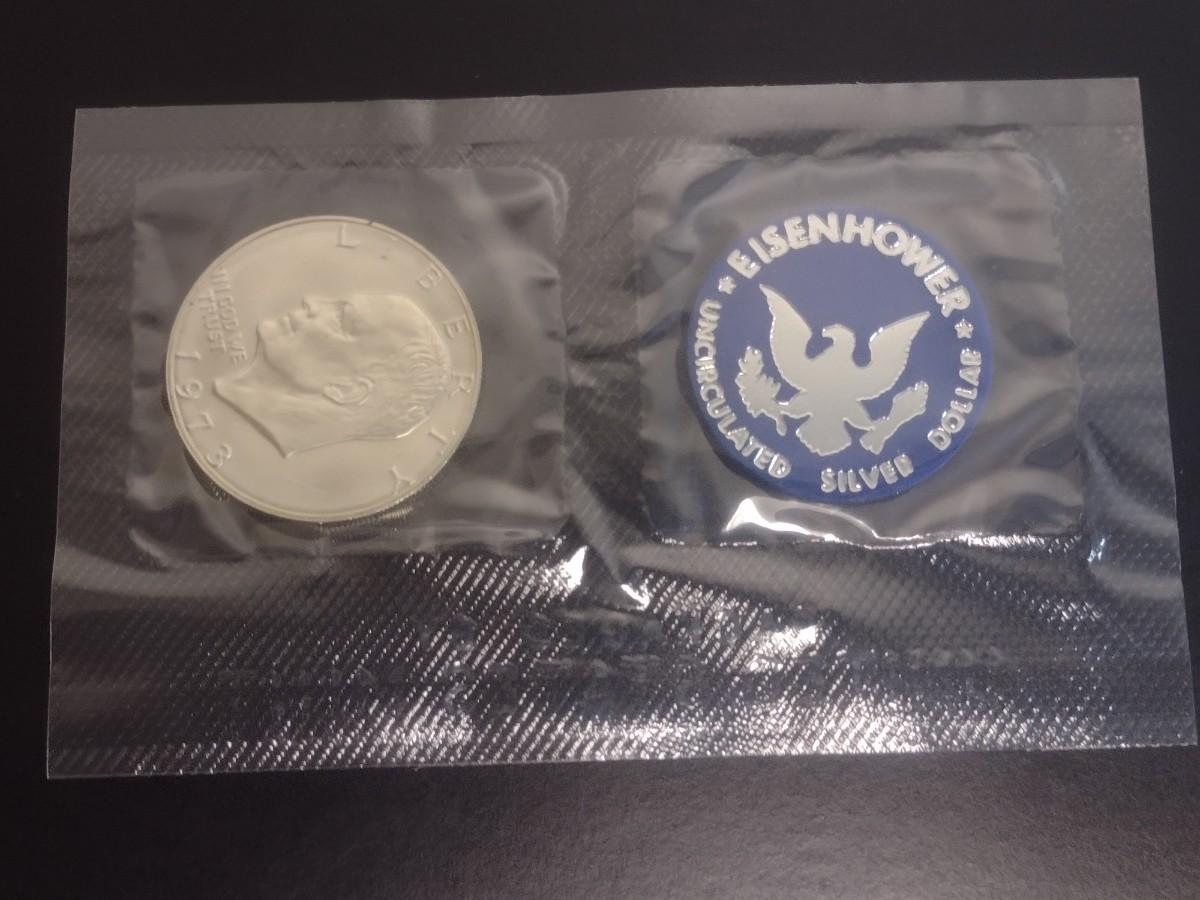 LIBERTY
IN GOD WE
TRUST
1973
★ EISENHOWER ★
UNCIRCULATED SILVER DOLLAR